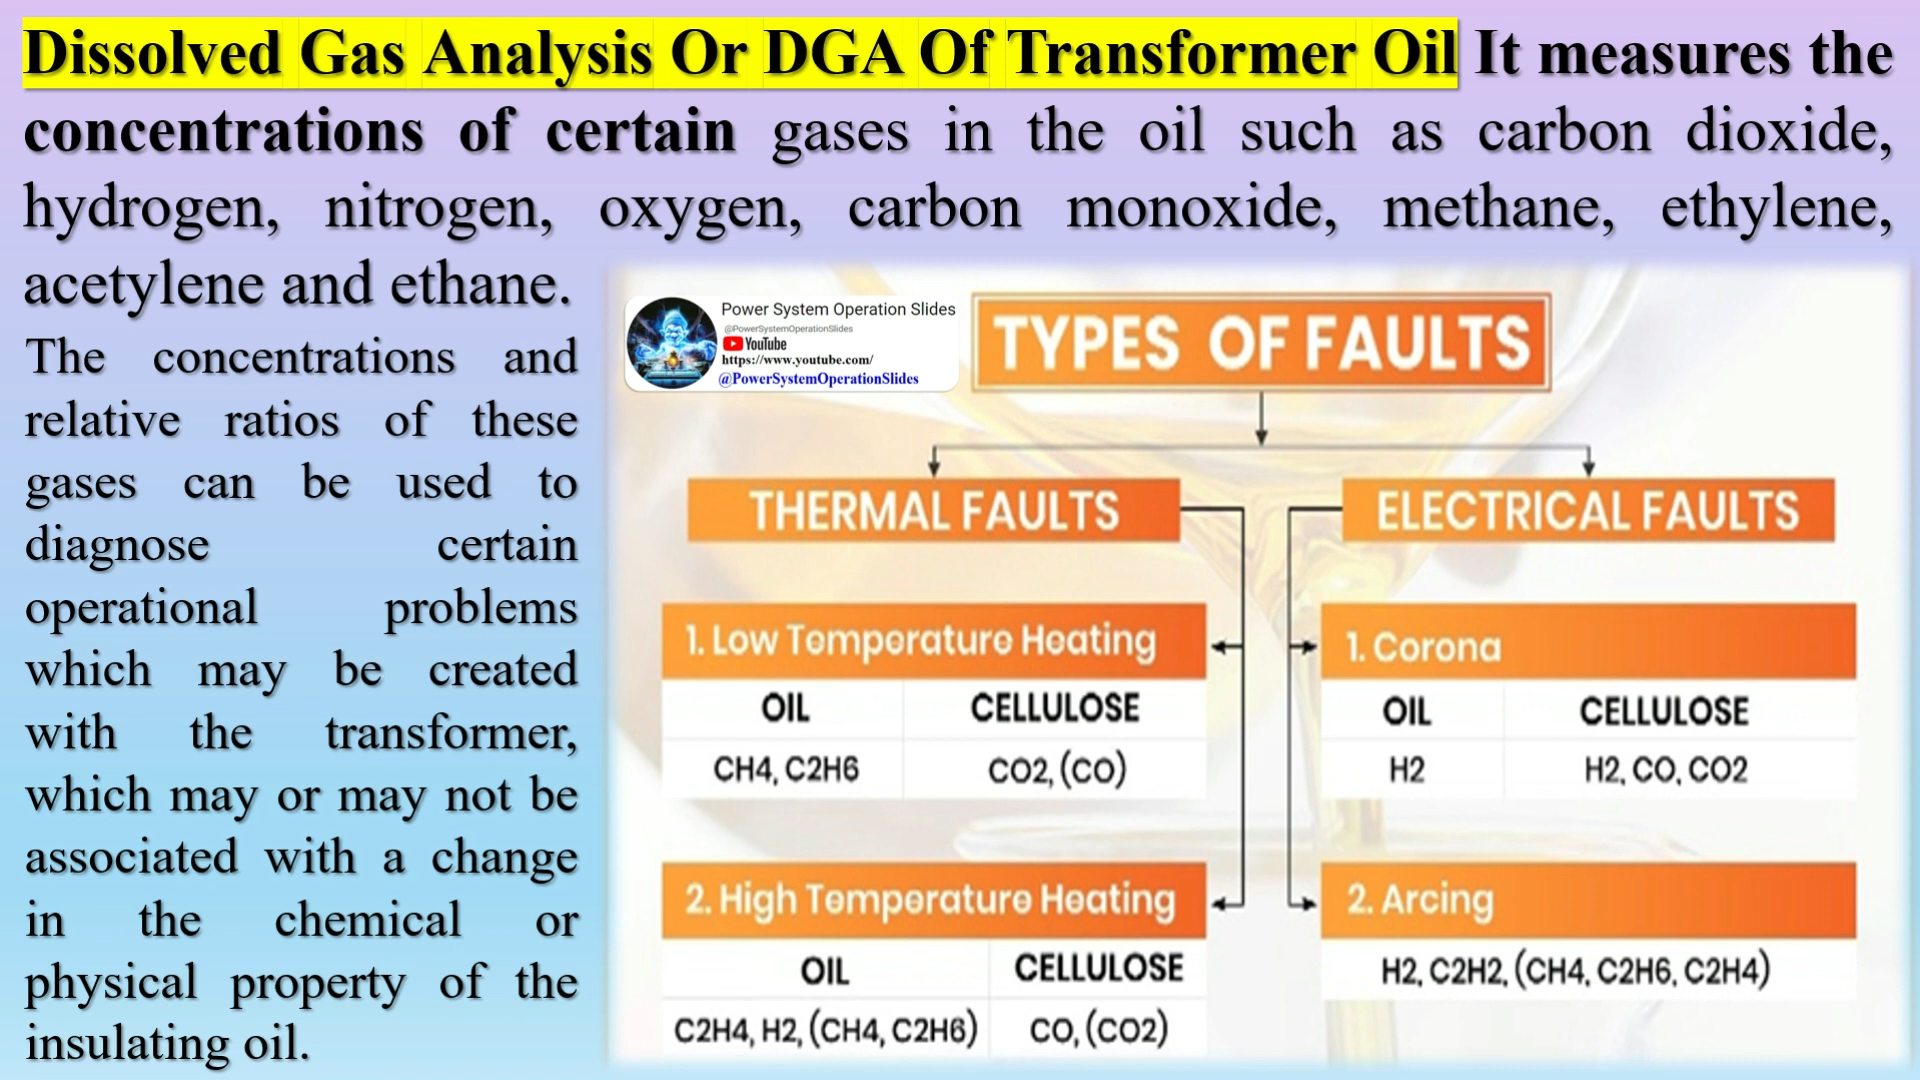 Dissolved Gas Analysis Or DGA Of Transformer Oil It measures the
concentrations of certain gases in the oil such as carbon dioxide,
hydrogen, nitrogen, oxygen, carbon monoxide, methane, ethylene,
acetylene and ethane.
The concentrations and
relative ratios of these
gases can be used to
diagnose certain
operational problems
which may be created
with the transformer,
which may or may not be
associated with a change
in the chemical or
physical property of the
insulating oil.
Power System Operation Slides
@PowerSystemOperationSlides
YouTube
https://www.youtube.com/
@PowerSystemOperationSlides
TYPES OF FAULTS
THERMAL FAULTS
1. Low Temperature Heating
OIL CELLULOSE
CH4, C2H6 CO2, (CO)
2. High Temperature Heating
OIL CELLULOSE
C2H4, H2, (CH4, C2H6) CO, (CO2)
ELECTRICAL FAULTS
1. Corona
OIL CELLULOSE
H2 H2, CO, CO2
2. Arcing
H2, C2H2, (CH4, C2H6, C2H4)